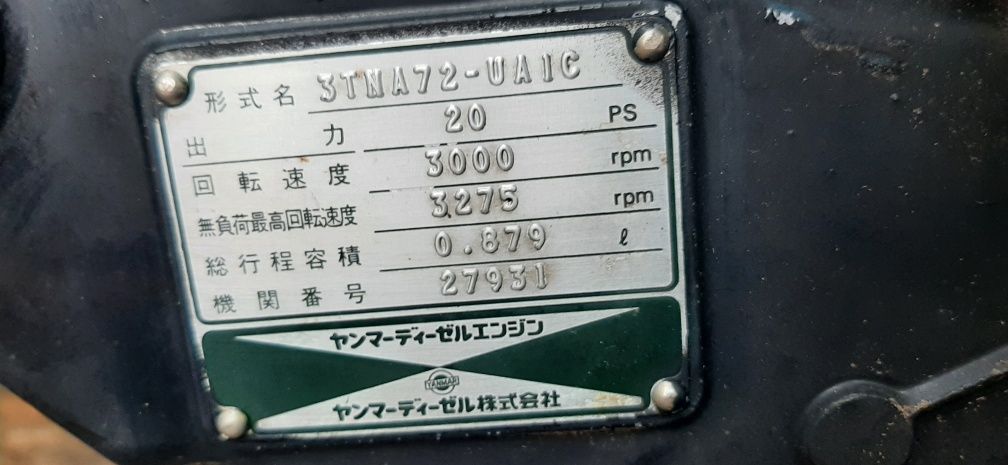 形式名 3TNA72-UA1C
出力 20 PS
回転速度 3000 rpm
無負荷最高回転速度 3275 rpm
総行程容積 0.879 ℓ
機関番号 27931
ヤンマーディーゼルエンジン
YANMAR
ヤンマーディーゼル株式会社